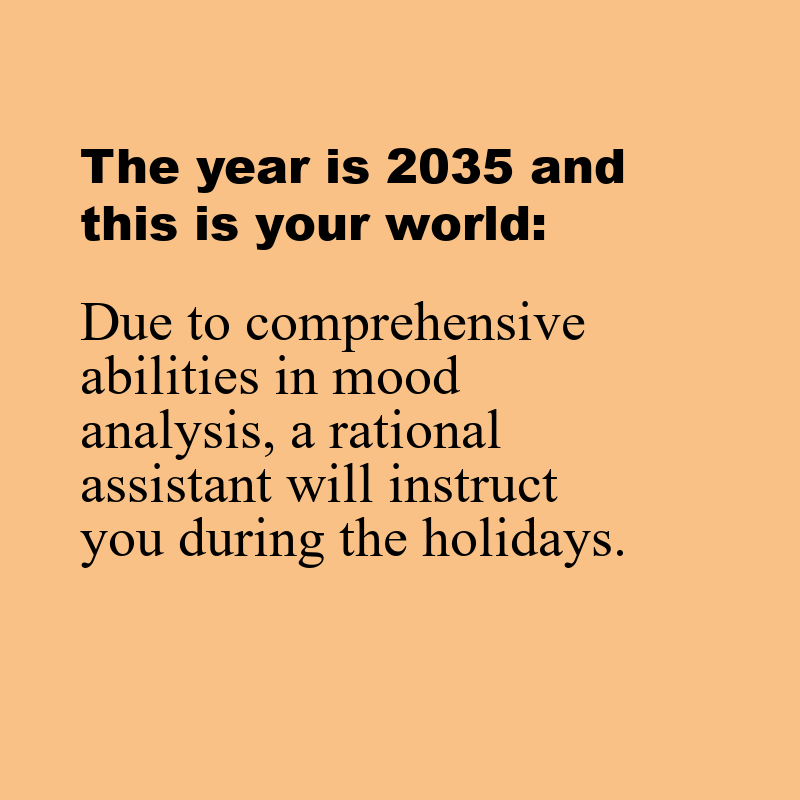 The year is 2035 and
this is your world:
Due to comprehensive
abilities in mood
analysis, a rational
assistant will instruct
you during the holidays.